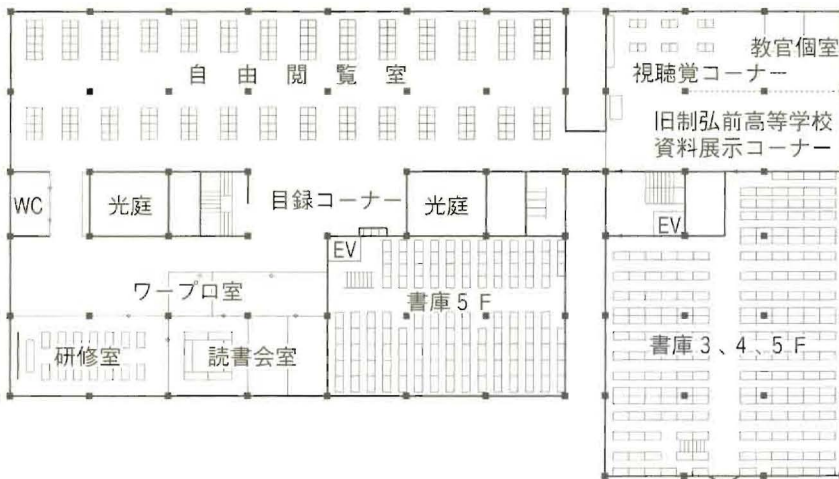 教官個室
自由閲覧室
視聴覚コーナー
旧制弘前高等学校
資料展示コーナー
WC
光庭
目録コーナー
光庭
EV
EV
ワープロ室
書庫5F
研修室
読書会室
書庫3、4、5F